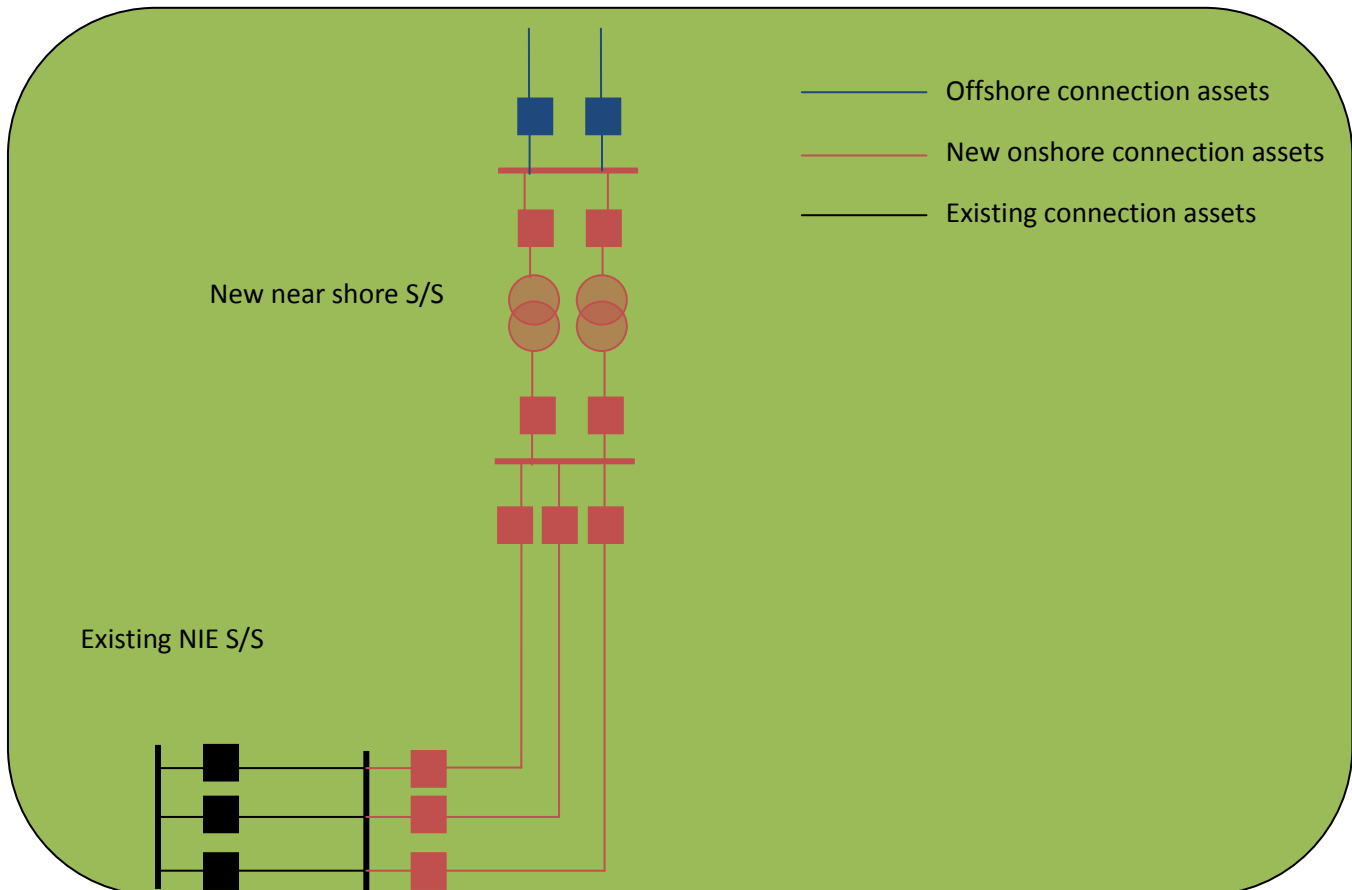 Offshore connection assets
New onshore connection assets
Existing connection assets
New near shore S/S
Existing NIE S/S